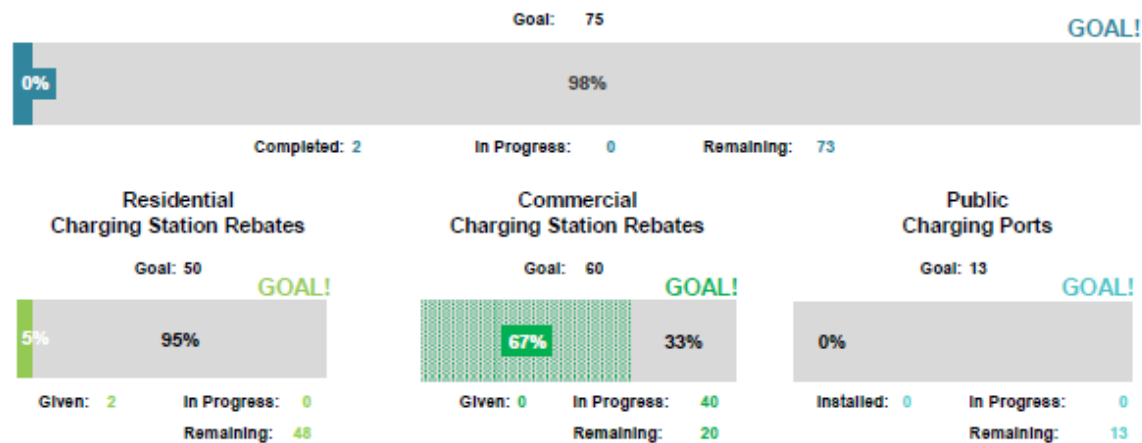 Goal: 75
GOAL!
0% 98%
Completed: 2 In Progress: 0 Remaining: 73
Residential
Charging Station Rebates
Goal: 50
GOAL!
5% 95%
Given: 2 In Progress: 0
Remaining: 48
Commercial
Charging Station Rebates
Goal: 60
GOAL!
67% 33%
Given: 0 In Progress: 40
Remaining: 20
Public
Charging Ports
Goal: 13
GOAL!
0%
Installed: 0 In Progress: 0
Remaining: 13